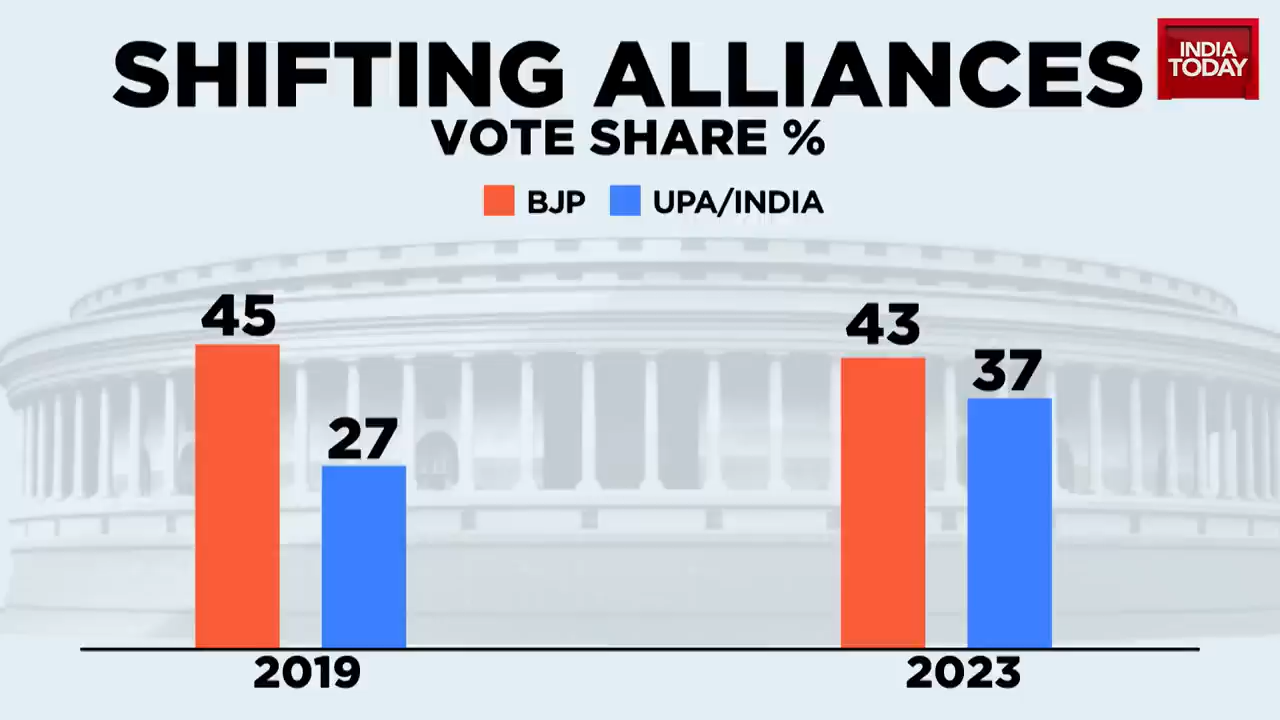 SHIFTING ALLIANCES
INDIA
TODAY
VOTE SHARE %
BJP UPA/INDIA
45
27
43
37
2019
2023